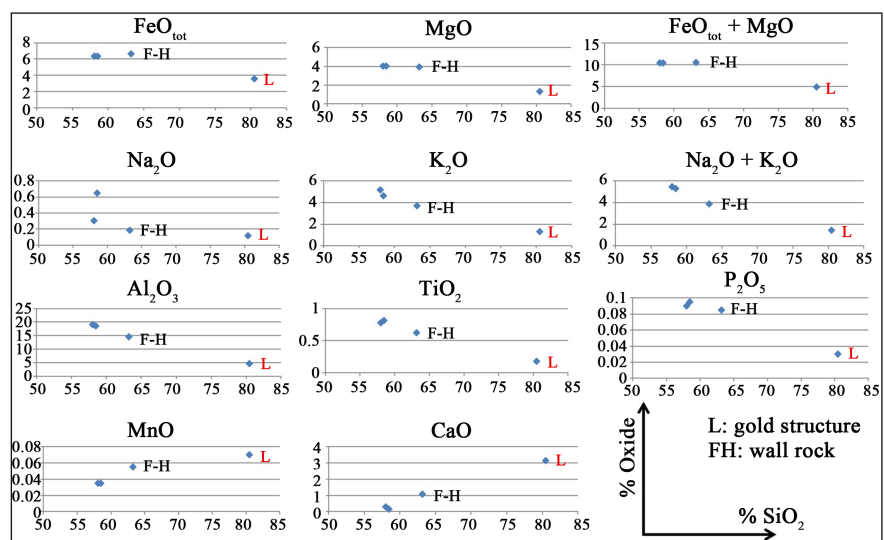 FeOtot
8
6
4
2
0
F-H
L
50 55 60 65 70 75 80 85
MgO
6
4
2
0
F-H
L
50 55 60 65 70 75 80 85
FeOtot + MgO
15
10
5
0
F-H
L
50 55 60 65 70 75 80 85
Na2O
0.8
0.6
0.4
0.2
0
F-H
L
50 55 60 65 70 75 80 85
K2O
6
4
2
0
F-H
L
50 55 60 65 70 75 80 85
Na2O + K2O
6
4
2
0
F-H
L
50 55 60 65 70 75 80 85
Al2O3
25
20
15
10
5
0
F-H
L
50 55 60 65 70 75 80 85
TiO2
1
0.5
0
F-H
L
50 55 60 65 70 75 80 85
P2O5
0.1
0.08
0.06
0.04
0.02
0
F-H
L
50 55 60 65 70 75 80 85
MnO
0.08
0.06
0.04
0.02
0
F-H
L
50 55 60 65 70 75 80 85
CaO
4
3
2
1
0
F-H
L
50 55 60 65 70 75 80 85
% Oxide
L: gold structure
FH: wall rock
% SiO2